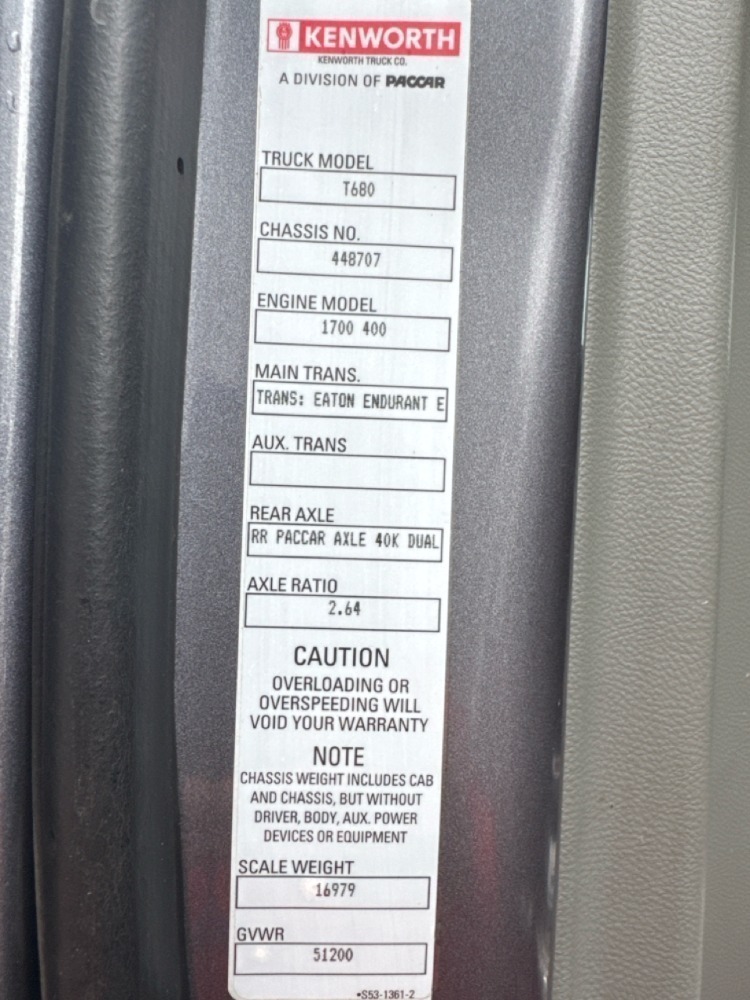 KENWORTH
KENWORTH TRUCK CO.
A DIVISION OF PACCAR
TRUCK MODEL
T680
CHASSIS NO.
448707
ENGINE MODEL
1700 400
MAIN TRANS.
TRANS: EATON ENDURANT E
AUX. TRANS
REAR AXLE
RR PACCAR AXLE 40K DUAL
AXLE RATIO
2.64
CAUTION
OVERLOADING OR
OVERSPEEDING WILL
VOID YOUR WARRANTY
NOTE
CHASSIS WEIGHT INCLUDES CAB
AND CHASSIS, BUT WITHOUT
DRIVER, BODY, AUX. POWER
DEVICES OR EQUIPMENT
SCALE WEIGHT
16979
GVWR
51200
•S53-1361-2